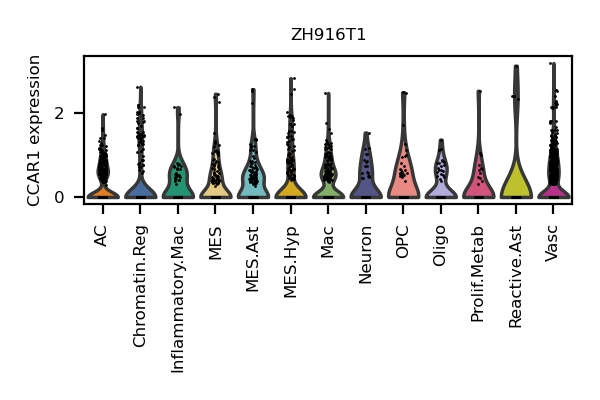 ZH916T1
CCAR1 expression
2
0
AC
Chromatin.Reg
Inflammatory.Mac
MES
MES.Ast
MES.Hyp
Mac
Neuron
OPC
Oligo
Prolif.Metab
Reactive.Ast
Vasc